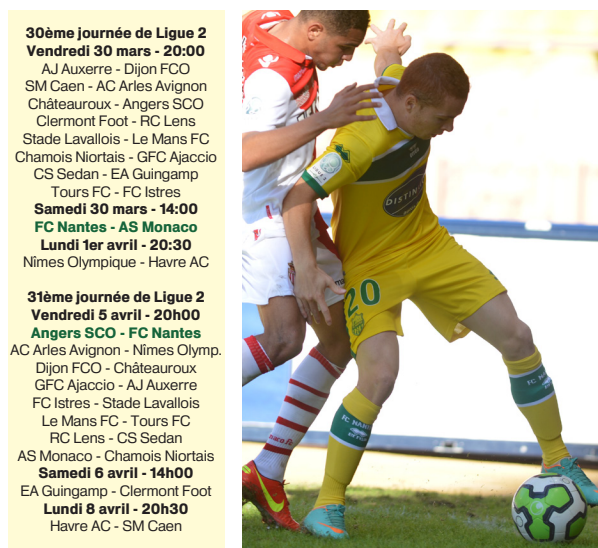 30ème journée de Ligue 2
Vendredi 30 mars - 20:00
AJ Auxerre - Dijon FCO
SM Caen - AC Arles Avignon
Châteauroux - Angers SCO
Clermont Foot - RC Lens
Stade Lavallois - Le Mans FC
Chamois Niortais - GFC Ajaccio
CS Sedan - EA Guingamp
Tours FC - FC Istres
Samedi 30 mars - 14:00
FC Nantes - AS Monaco
Lundi 1er avril - 20:30
Nîmes Olympique - Havre AC
31ème journée de Ligue 2
Vendredi 5 avril - 20h00
Angers SCO - FC Nantes
AC Arles Avignon - Nîmes Olymp.
Dijon FCO - Châteauroux
GFC Ajaccio - AJ Auxerre
FC Istres - Stade Lavallois
Le Mans FC - Tours FC
RC Lens - CS Sedan
AS Monaco - Chamois Niortais
Samedi 6 avril - 14h00
EA Guingamp - Clermont Foot
Lundi 8 avril - 20h30
Havre AC - SM Caen
DISTINC
20
FC NAN
FC NANT